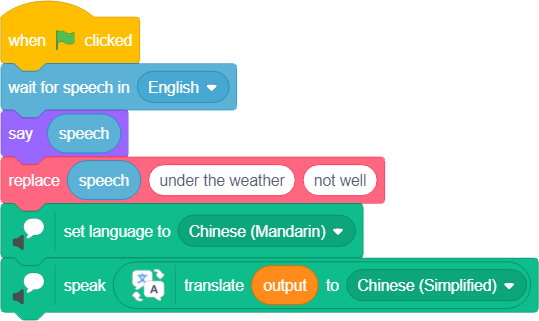 when clicked
wait for speech in English
say speech
replace speech under the weather not well
set language to Chinese (Mandarin)
speak translate output to Chinese (Simplified)